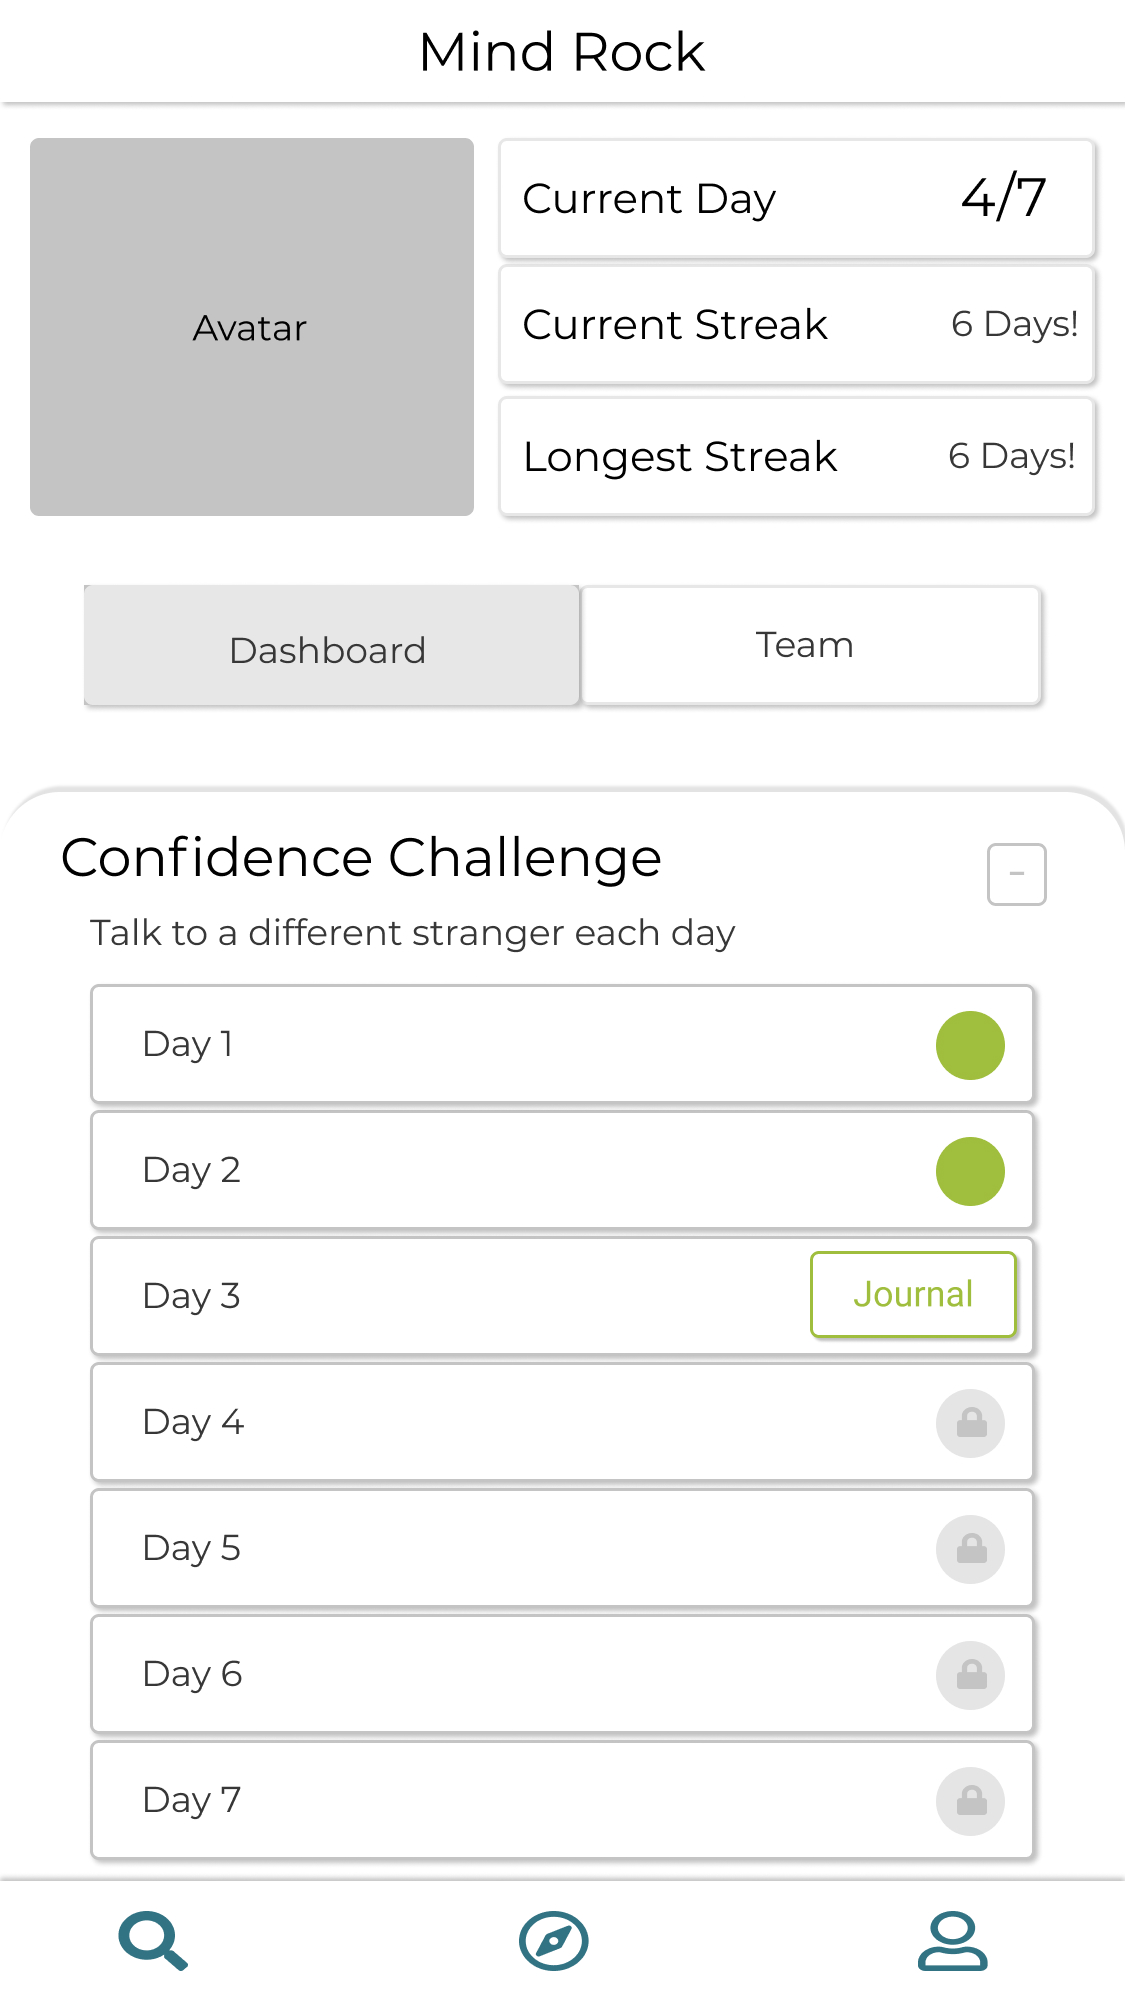 Mind Rock
Avatar
Current Day 4/7
Current Streak 6 Days!
Longest Streak 6 Days!
Dashboard Team
Confidence Challenge
-
Talk to a different stranger each day
Day 1
Day 2
Day 3 Journal
Day 4
Day 5
Day 6
Day 7